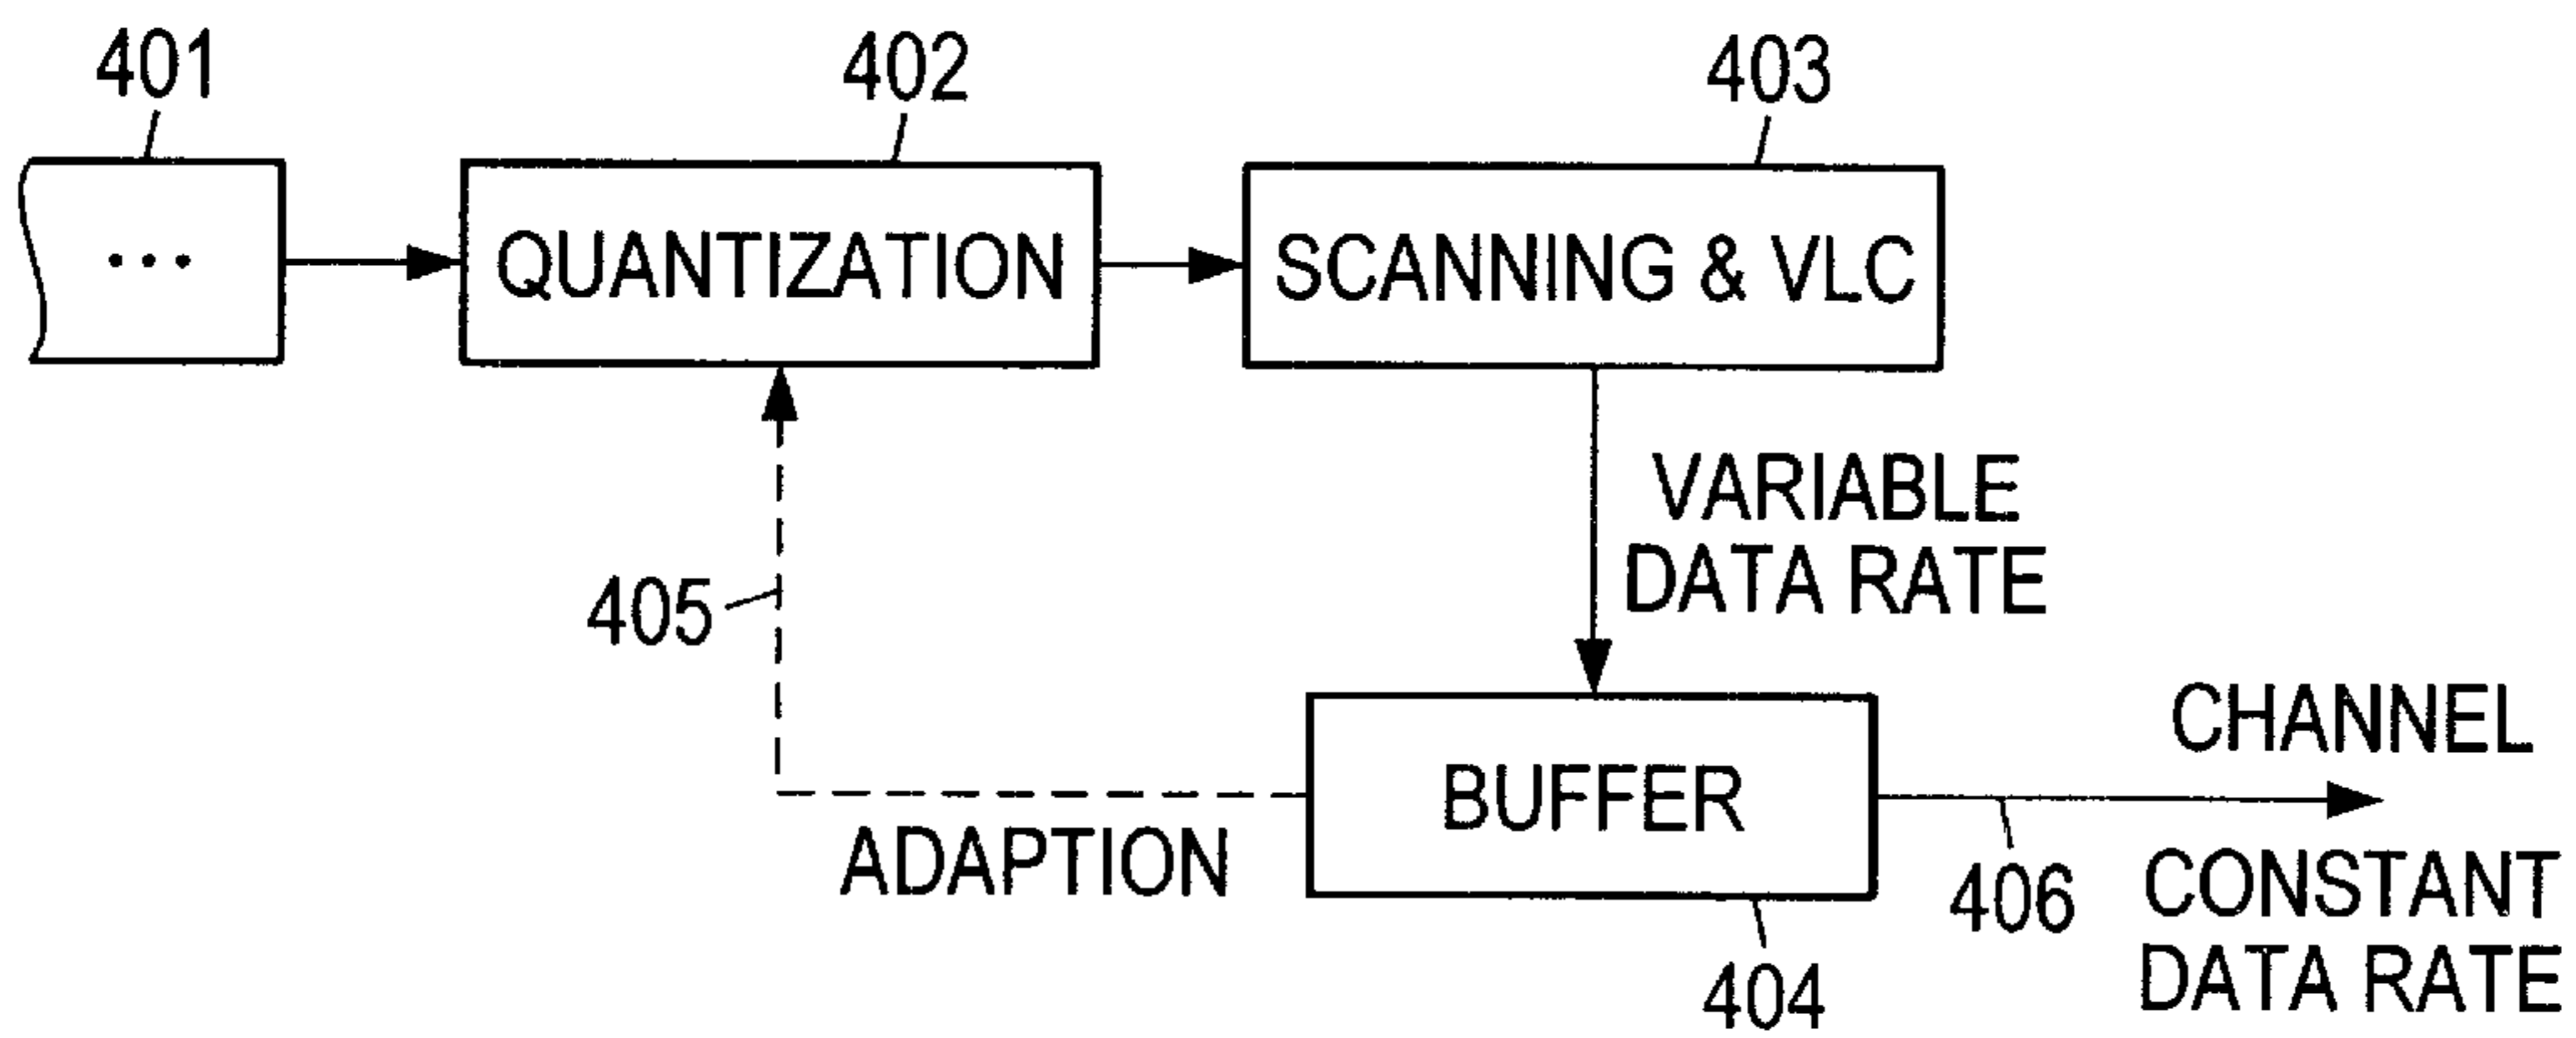 401
402
403
...
QUANTIZATION
SCANNING & VLC
VARIABLE
DATA RATE
405
CHANNEL
BUFFER
ADAPTION
406
CONSTANT
DATA RATE
404